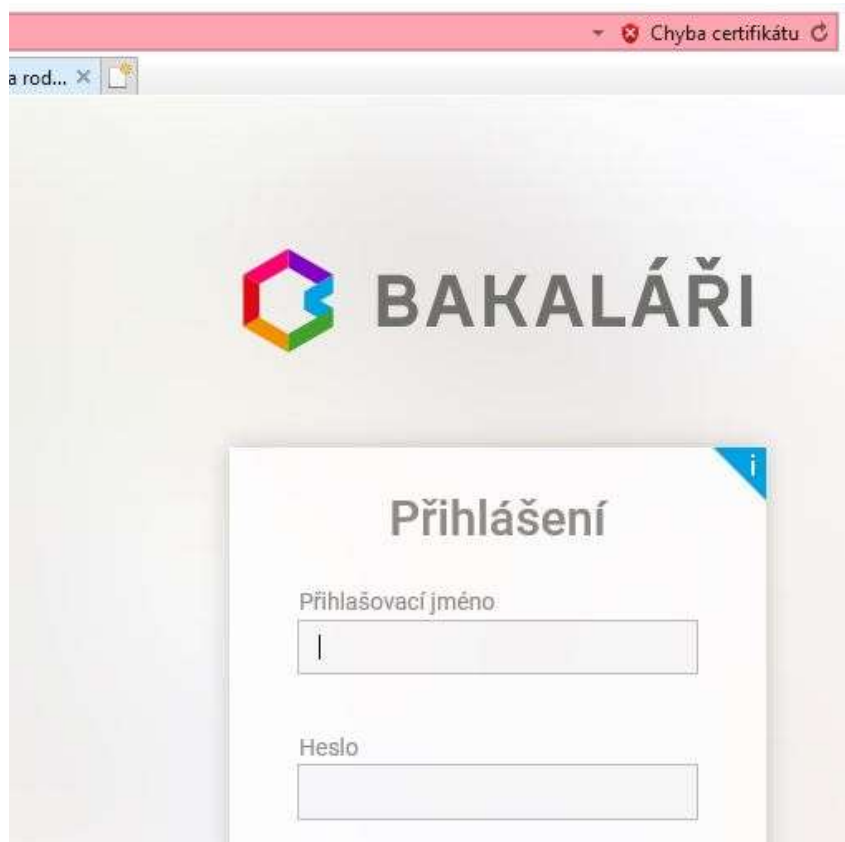 Chyba certifikátu
a rod...
BAKALÁŘI
i
Přihlášení
Přihlašovací jméno
Heslo